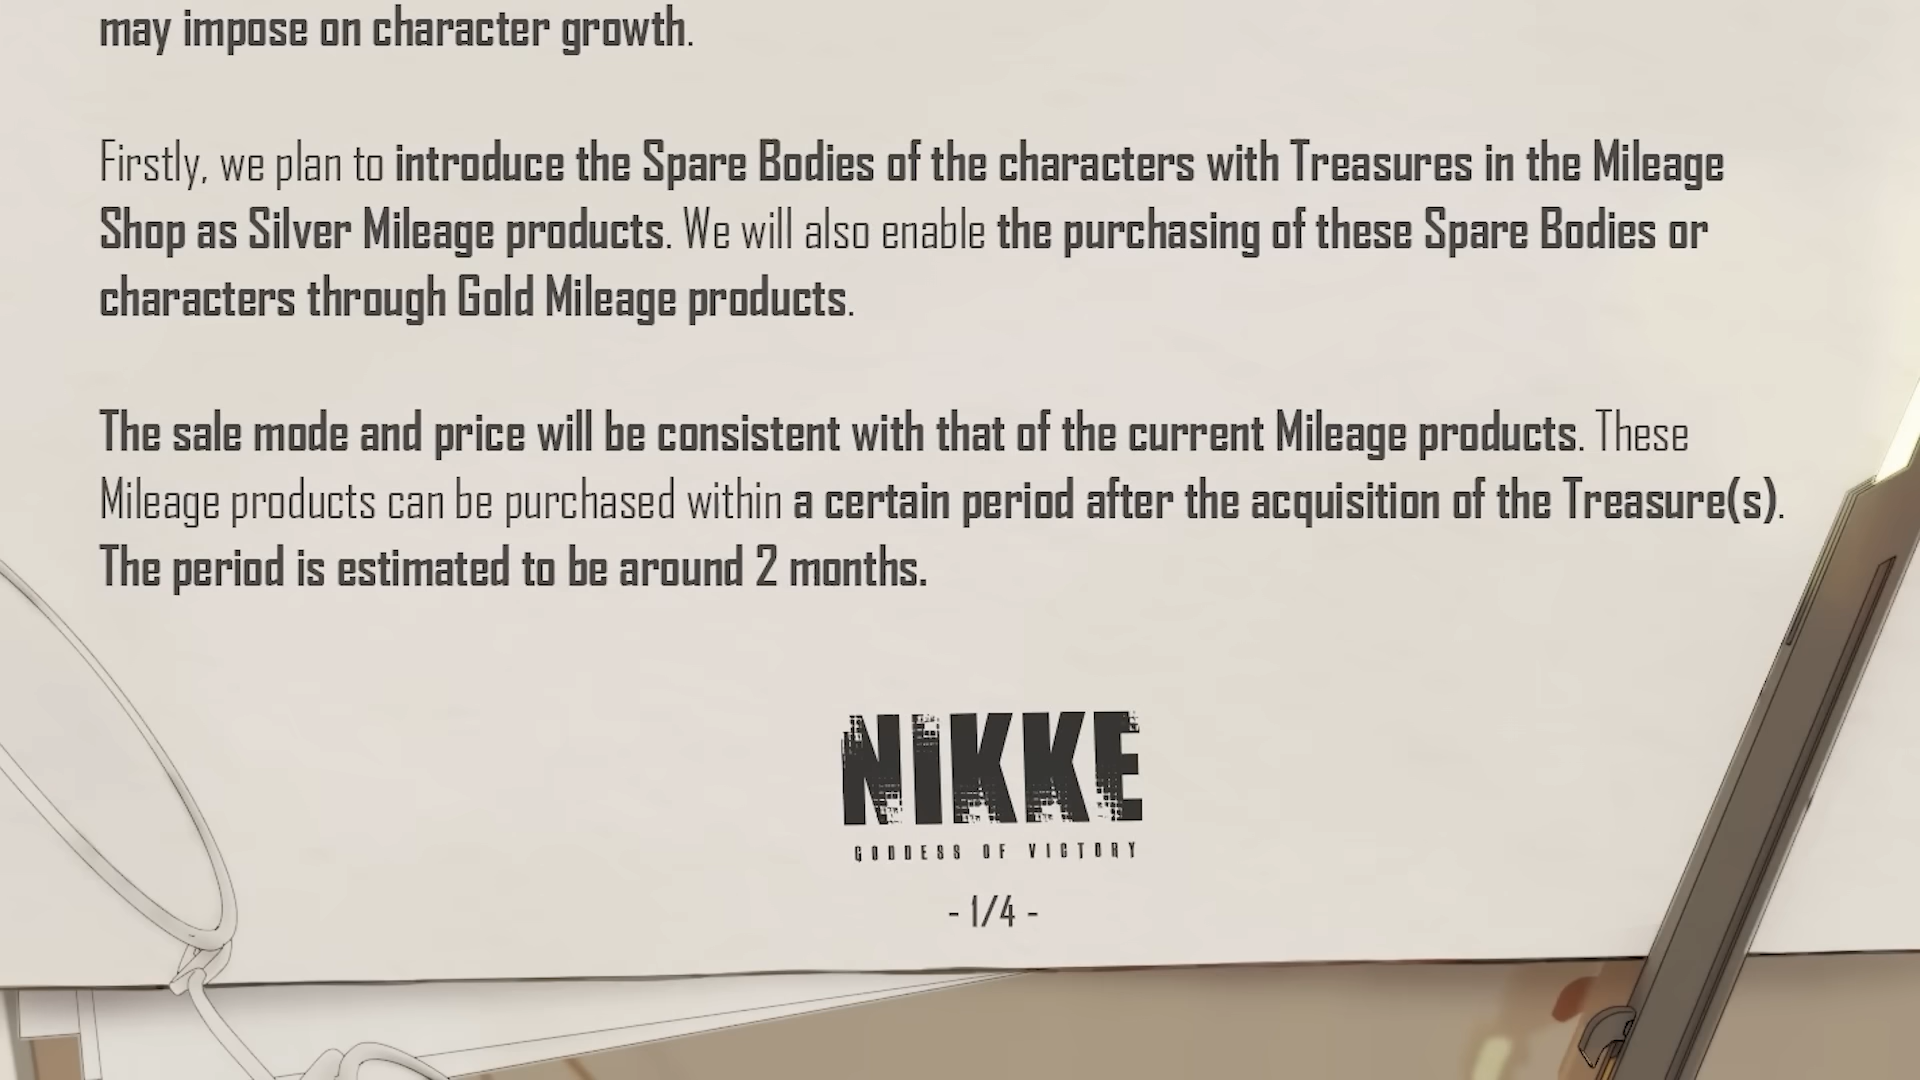 may impose on character growth.
Firstly, we plan to introduce the Spare Bodies of the characters with Treasures in the Mileage
Shop as Silver Mileage products. We will also enable the purchasing of these Spare Bodies or
characters through Gold Mileage products.
The sale mode and price will be consistent with that of the current Mileage products. These
Mileage products can be purchased within a certain period after the acquisition of the Treasure(s).
The period is estimated to be around 2 months.
NIKKE
GODDESS OF VICTORY
- 1/4 -